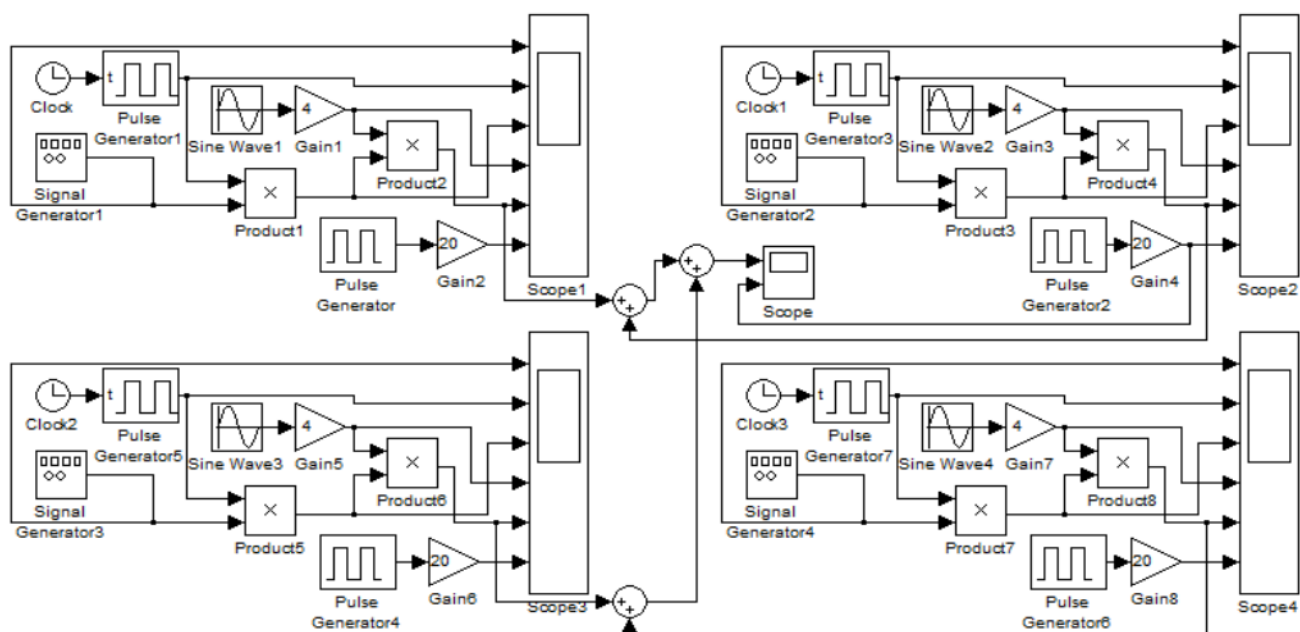 Clock
t
Pulse
Generator1
Sine Wave1
4
Gain1
×
Product2
Signal
Generator1
×
Product1
Pulse
Generator
20
Gain2
Scope1
Clock1
t
Pulse
Generator3
Sine Wave2
4
Gain3
×
Product4
Signal
Generator2
×
Product3
Pulse
Generator2
20
Gain4
Scope2
+
+
+
+
Scope
Clock2
t
Pulse
Generator5
Sine Wave3
4
Gain5
×
Product6
Signal
Generator3
×
Product5
Pulse
Generator4
20
Gain6
Scope3
+
+
Clock3
t
Pulse
Generator7
Sine Wave4
4
Gain7
×
Product8
Signal
Generator4
×
Product7
Pulse
Generator6
20
Gain8
Scope4